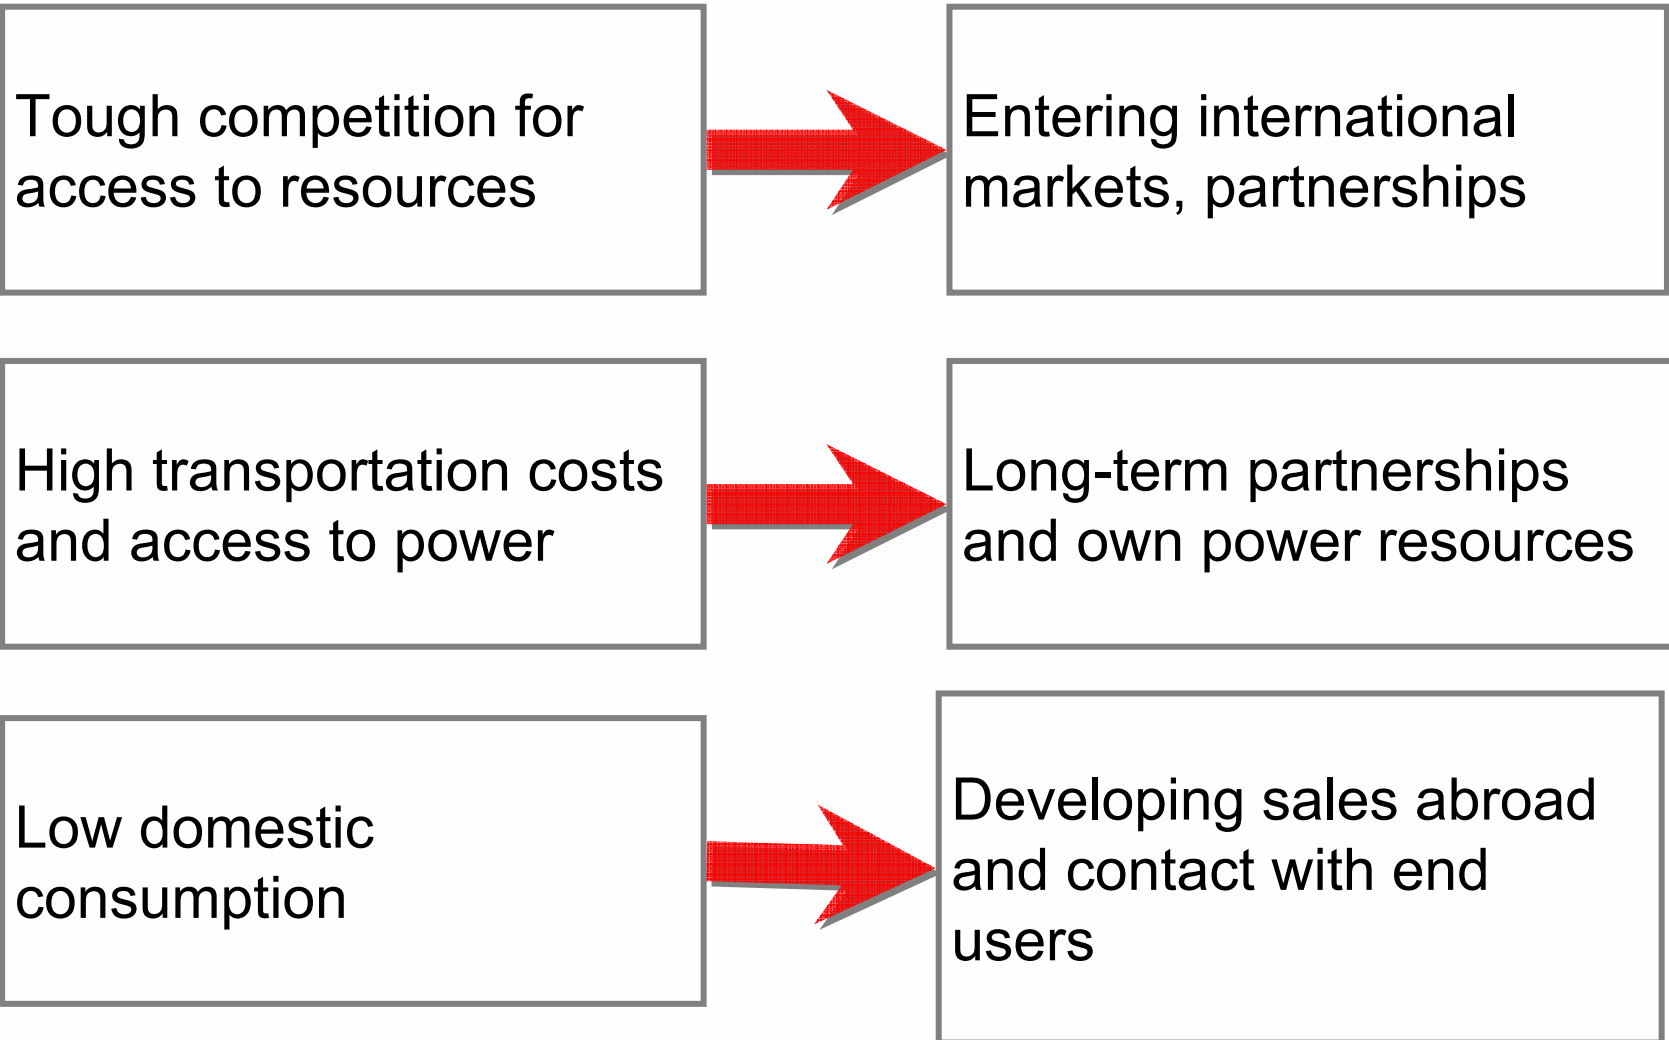 Tough competition for
access to resources
Entering international
markets, partnerships
High transportation costs
and access to power
Long-term partnerships
and own power resources
Low domestic
consumption
Developing sales abroad
and contact with end
users